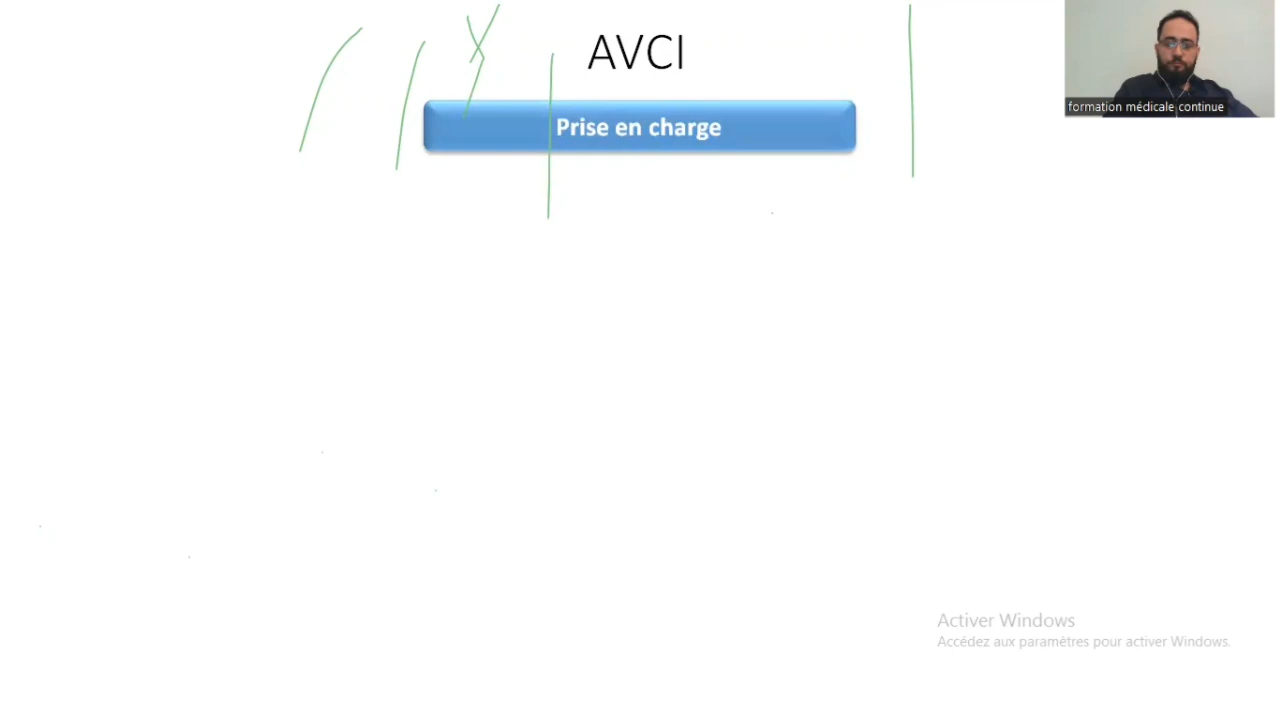 AVCI
formation médicale continue
Prise en charge
Activer Windows
Accédez aux paramètres pour activer Windows.